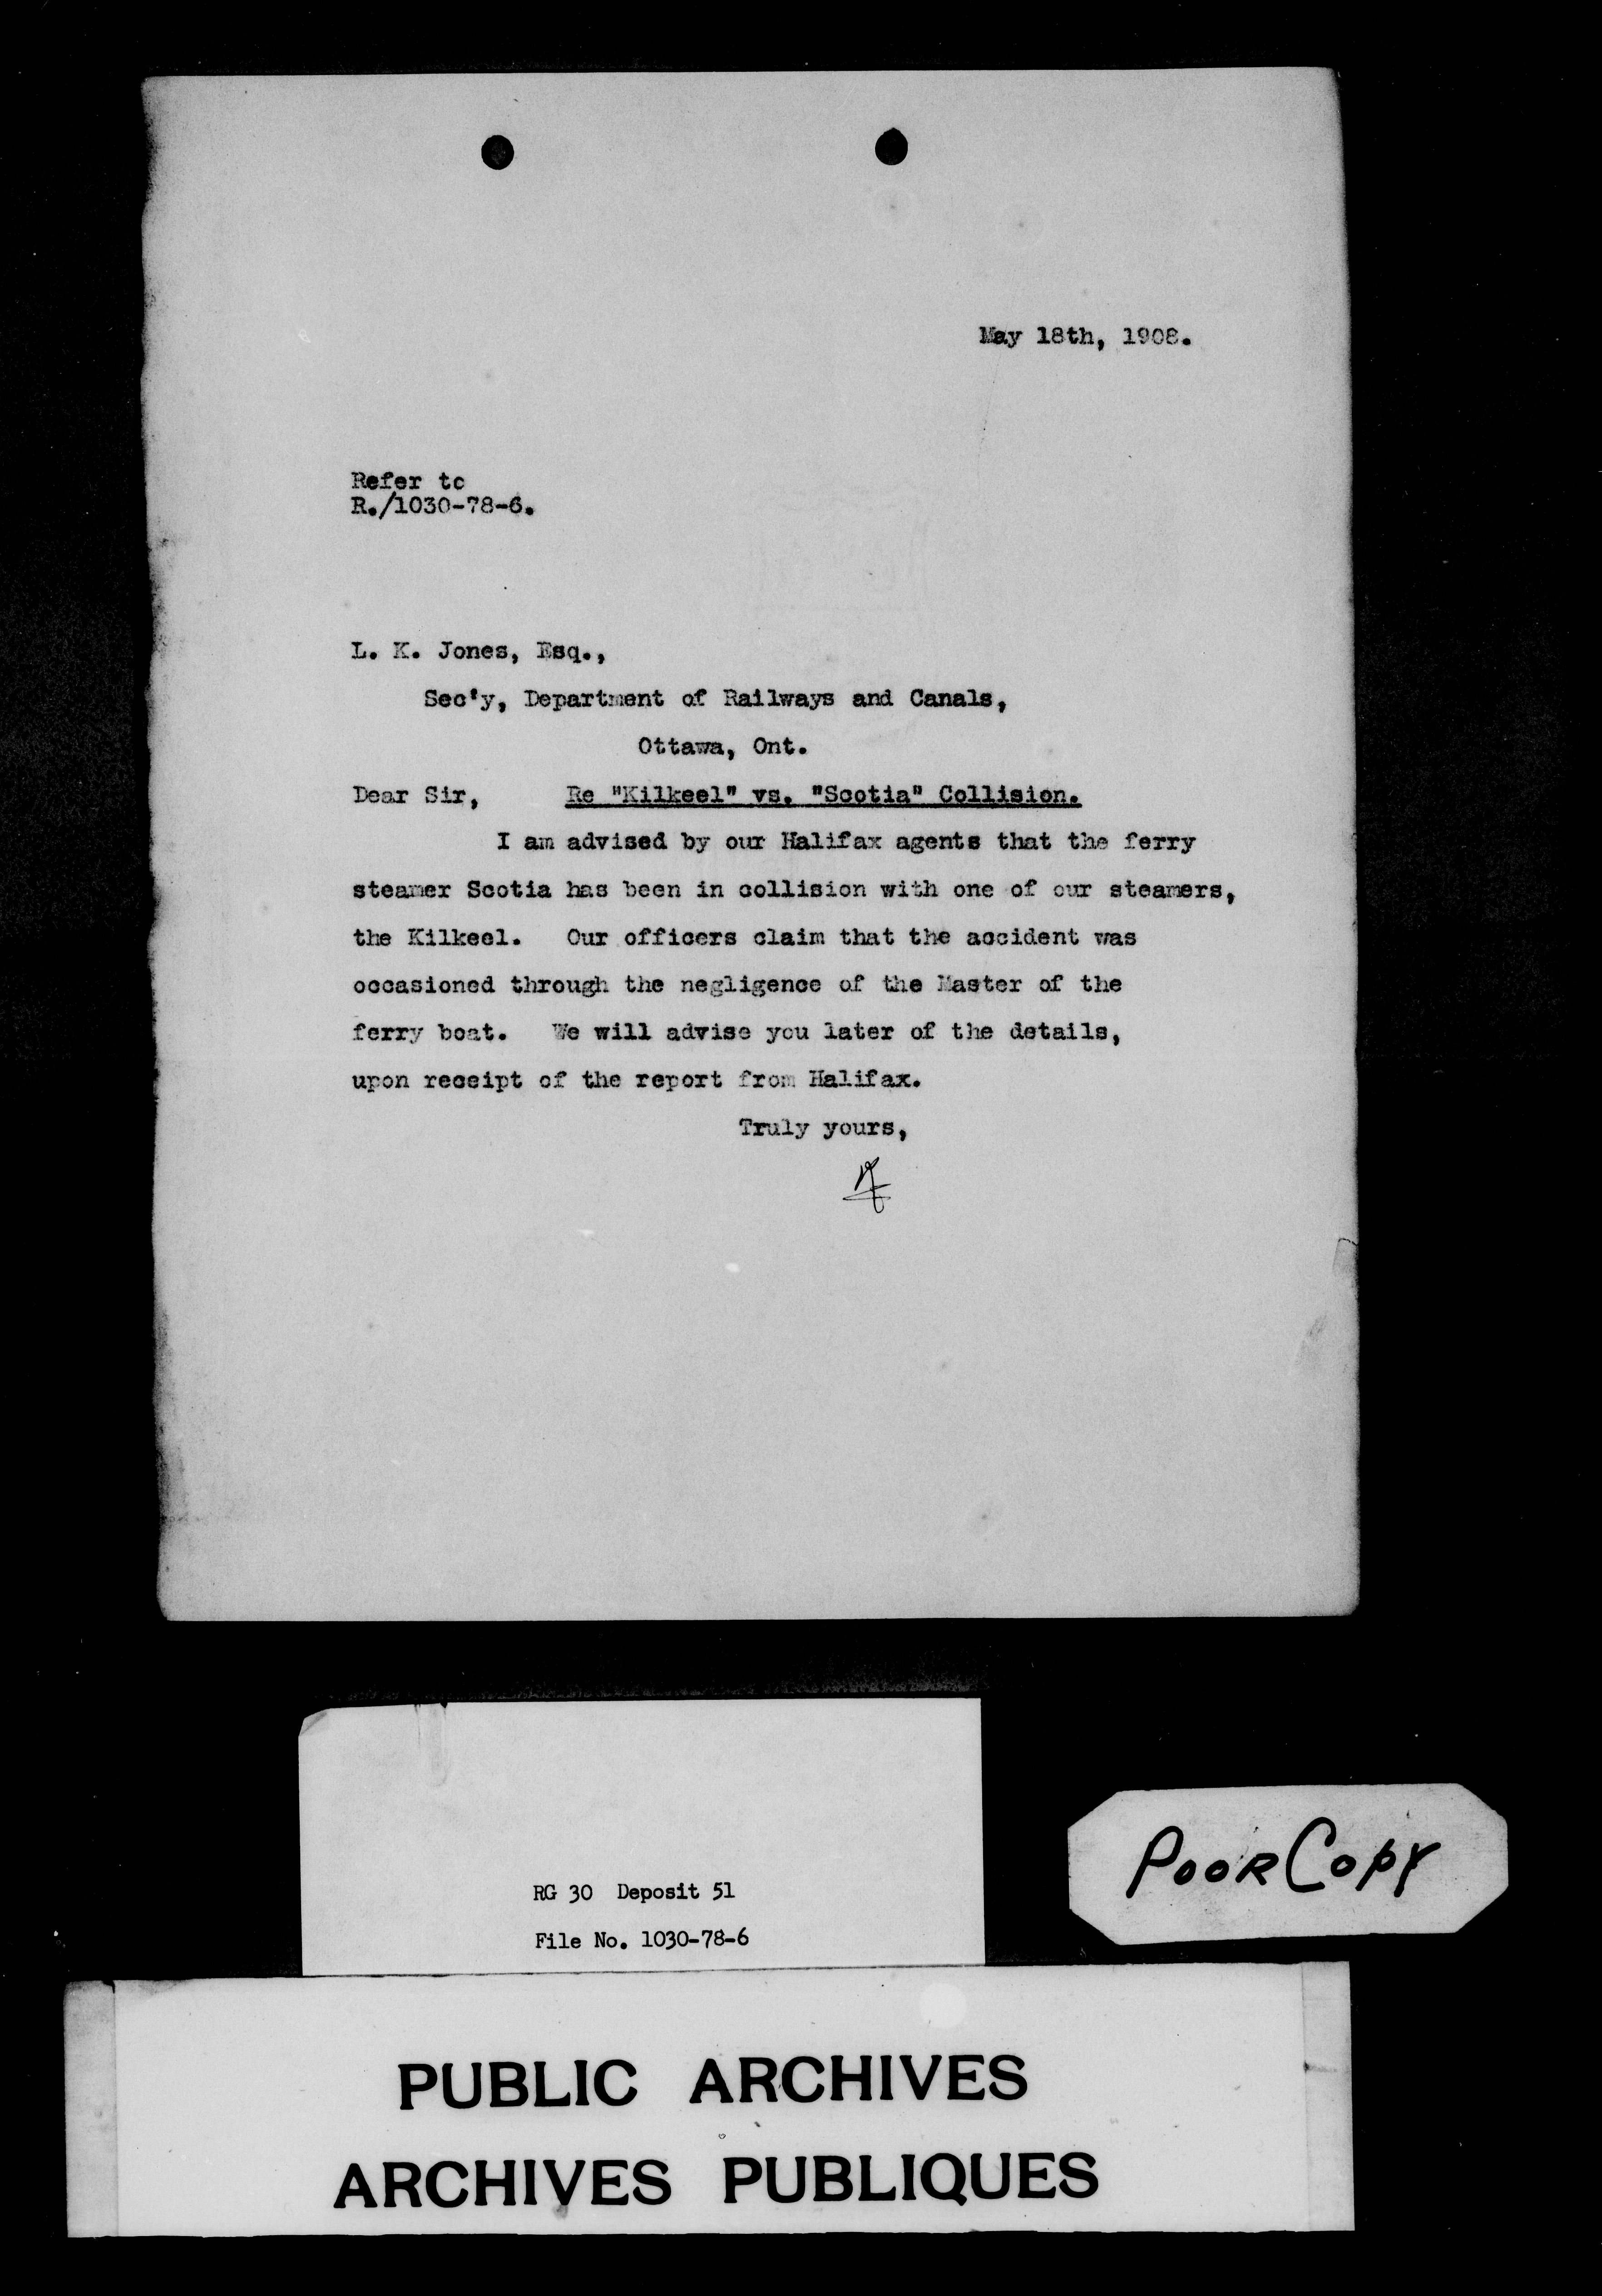 May 18th, 1908.
Refer to
R./1030-78-6.
L. K. Jones, Esq.,
Sec'y, Department of Railways and Canals,
Ottawa, Ont.
Dear Sir, Re "Kilkeel" vs. "Scotia" Collision.
I am advised by our Halifax agents that the ferry
steamer Scotia has been in collision with one of our steamers,
the Kilkeel. Our officers claim that the accident was
occasioned through the negligence of the Master of the
ferry boat. We will advise you later of the details,
upon receipt of the report from Halifax.
Truly yours,
RG 30 Deposit 51
File No. 1030-78-6
POOR COPY
PUBLIC ARCHIVES
ARCHIVES PUBLIQUES